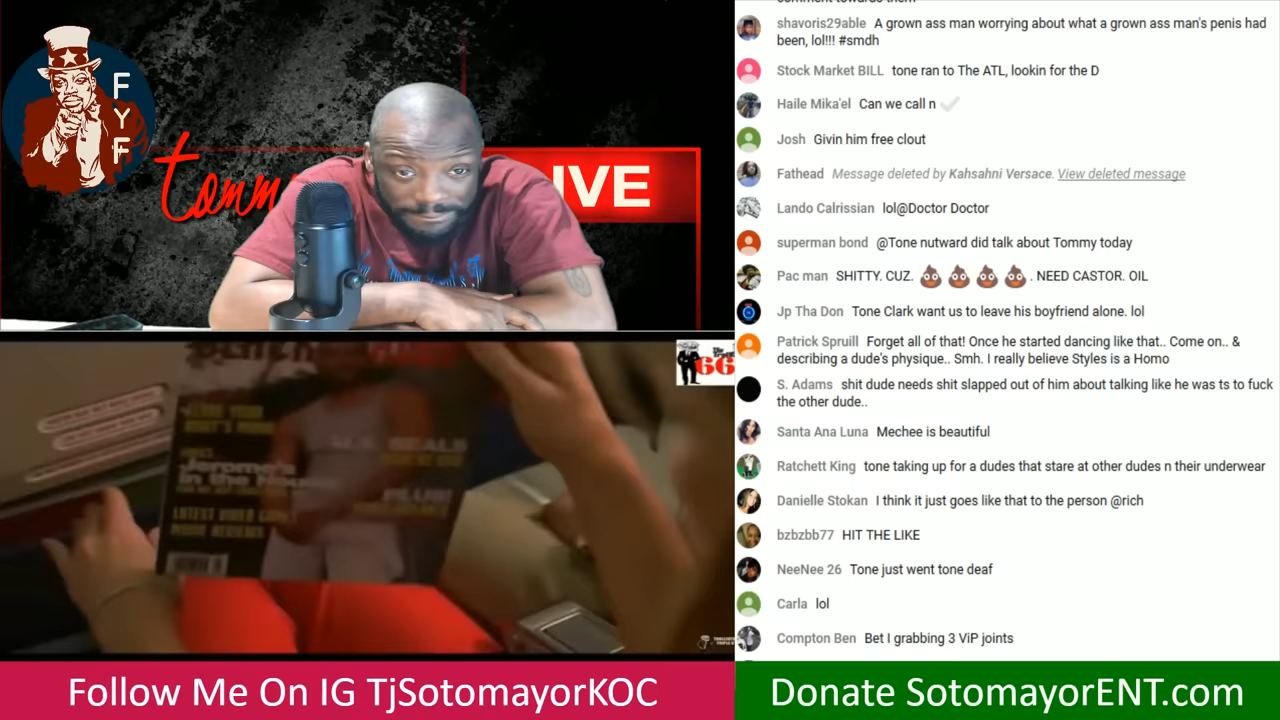 F
Y
F
tommy
IVE
66
LATEST VIDEO GAME
Follow Me On IG TjSotomayorKOC
comment towards them
shavoris29able A grown ass man worrying about what a grown ass man's penis had
been, lol!!! #smdh
Stock Market BILL tone ran to The ATL, lookin for the D
Haile Mika'el Can we call n
Josh Givin him free clout
Fathead Message deleted by Kahsahni Versace. View deleted message
Lando Calrissian lol@Doctor Doctor
superman bond @Tone nutward did talk about Tommy today
Pac man SHITTY. CUZ. 💩 💩 💩 💩 . NEED CASTOR. OIL
Jp Tha Don Tone Clark want us to leave his boyfriend alone. lol
Patrick Spruill Forget all of that! Once he started dancing like that.. Come on.. &
describing a dude's physique.. Smh. I really believe Styles is a Homo
S. Adams shit dude needs shit slapped out of him about talking like he was ts to fuck
the other dude..
Santa Ana Luna Mechee is beautiful
Ratchett King tone taking up for a dudes that stare at other dudes n their underwear
Danielle Stokan I think it just goes like that to the person @rich
bzbzbb77 HIT THE LIKE
NeeNee 26 Tone just went tone deaf
Carla lol
Compton Ben Bet I grabbing 3 ViP joints
Donate SotomayorENT.com